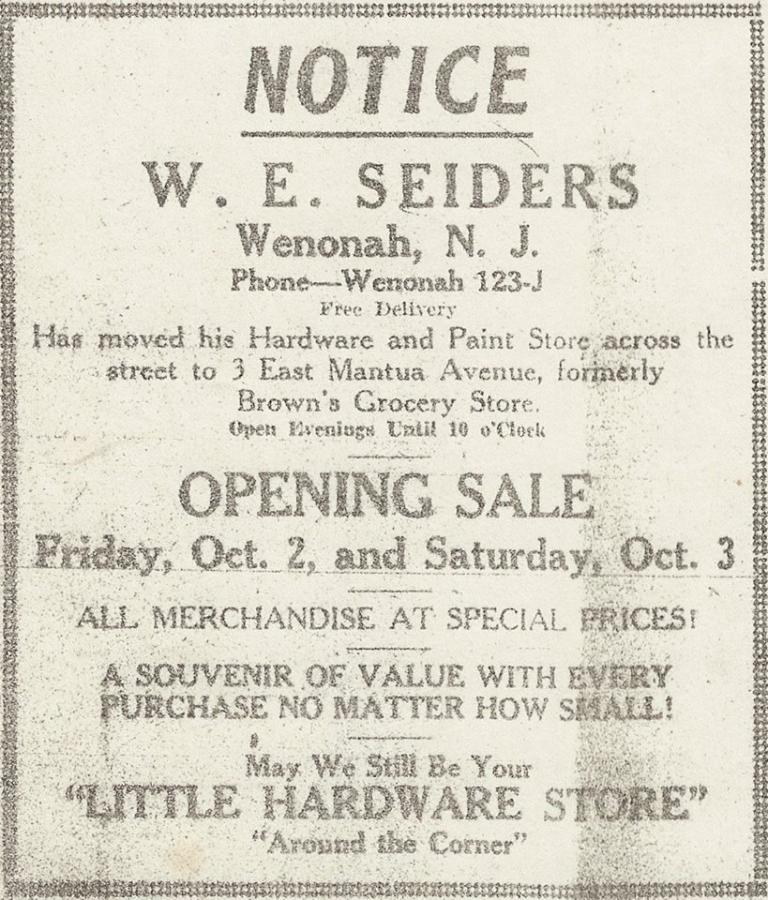 NOTICE
W. E. SEIDERS
Wenonah, N. J.
Phone—Wenonah 123-J
Free Delivery
Has moved his Hardware and Paint Store across the
street to 3 East Mantua Avenue, formerly
Brown's Grocery Store.
Open Evenings Until 10 o'Clock
OPENING SALE
Friday, Oct. 2, and Saturday, Oct. 3
ALL MERCHANDISE AT SPECIAL PRICES!
A SOUVENIR OF VALUE WITH EVERY
PURCHASE NO MATTER HOW SMALL!
May We Still Be Your
"LITTLE HARDWARE STORE"
"Around the Corner"